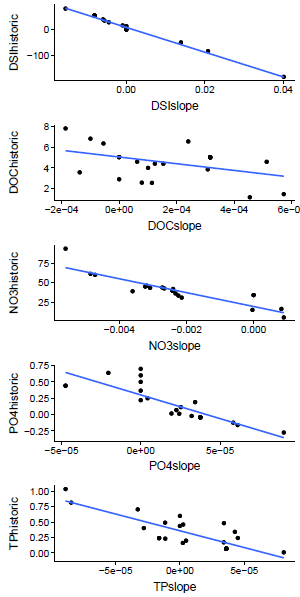 DSIhistoric
0
−100
0.00
0.02
0.04
DSIslope
DOChistoric
8
6
4
2
−2e−04
0e+00
2e−04
4e−04
6e−0
DOCslope
NO3historic
75
50
25
−0.004
−0.002
0.000
NO3slope
PO4historic
0.75
0.50
0.25
0.00
−0.25
−5e−05
0e+00
5e−05
PO4slope
TPhistoric
1.00
0.75
0.50
0.25
0.00
−5e−05
0e+00
5e−05
TPslope